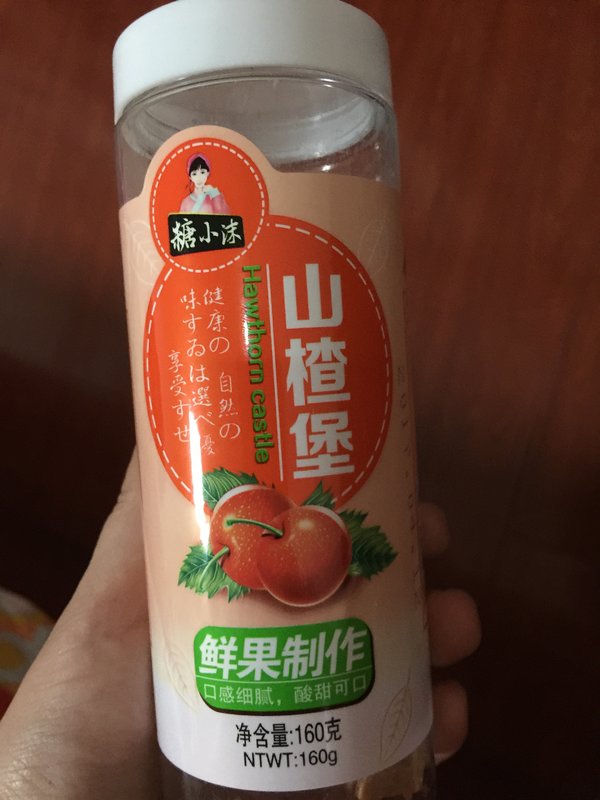 糖小沫
山楂堡
Hawthorn castle
健康の 自然の
味すゐは選べ優
享受すせ
鲜果制作
口感细腻，酸甜可口
净含量:160克
NTWT:160g